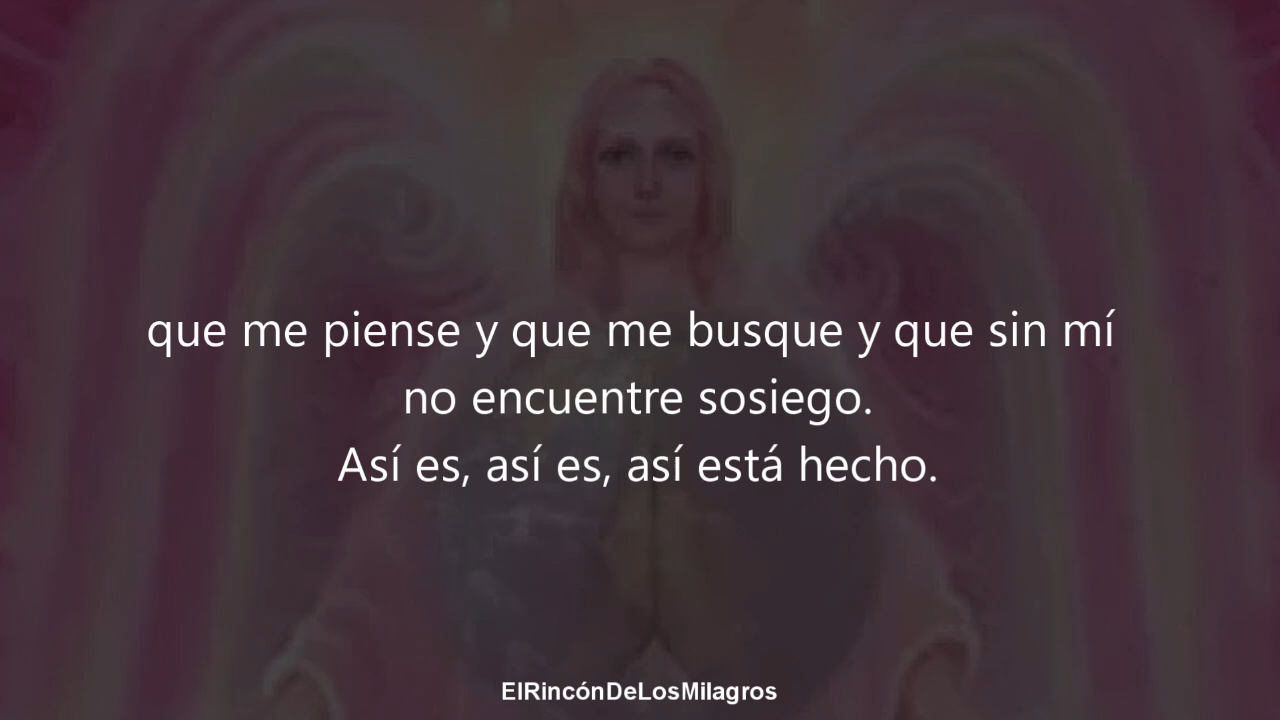 que me piense y que me busque y que sin mí
no encuentre sosiego.
Así es, así es, así está hecho.
ElRincónDeLosMilagros